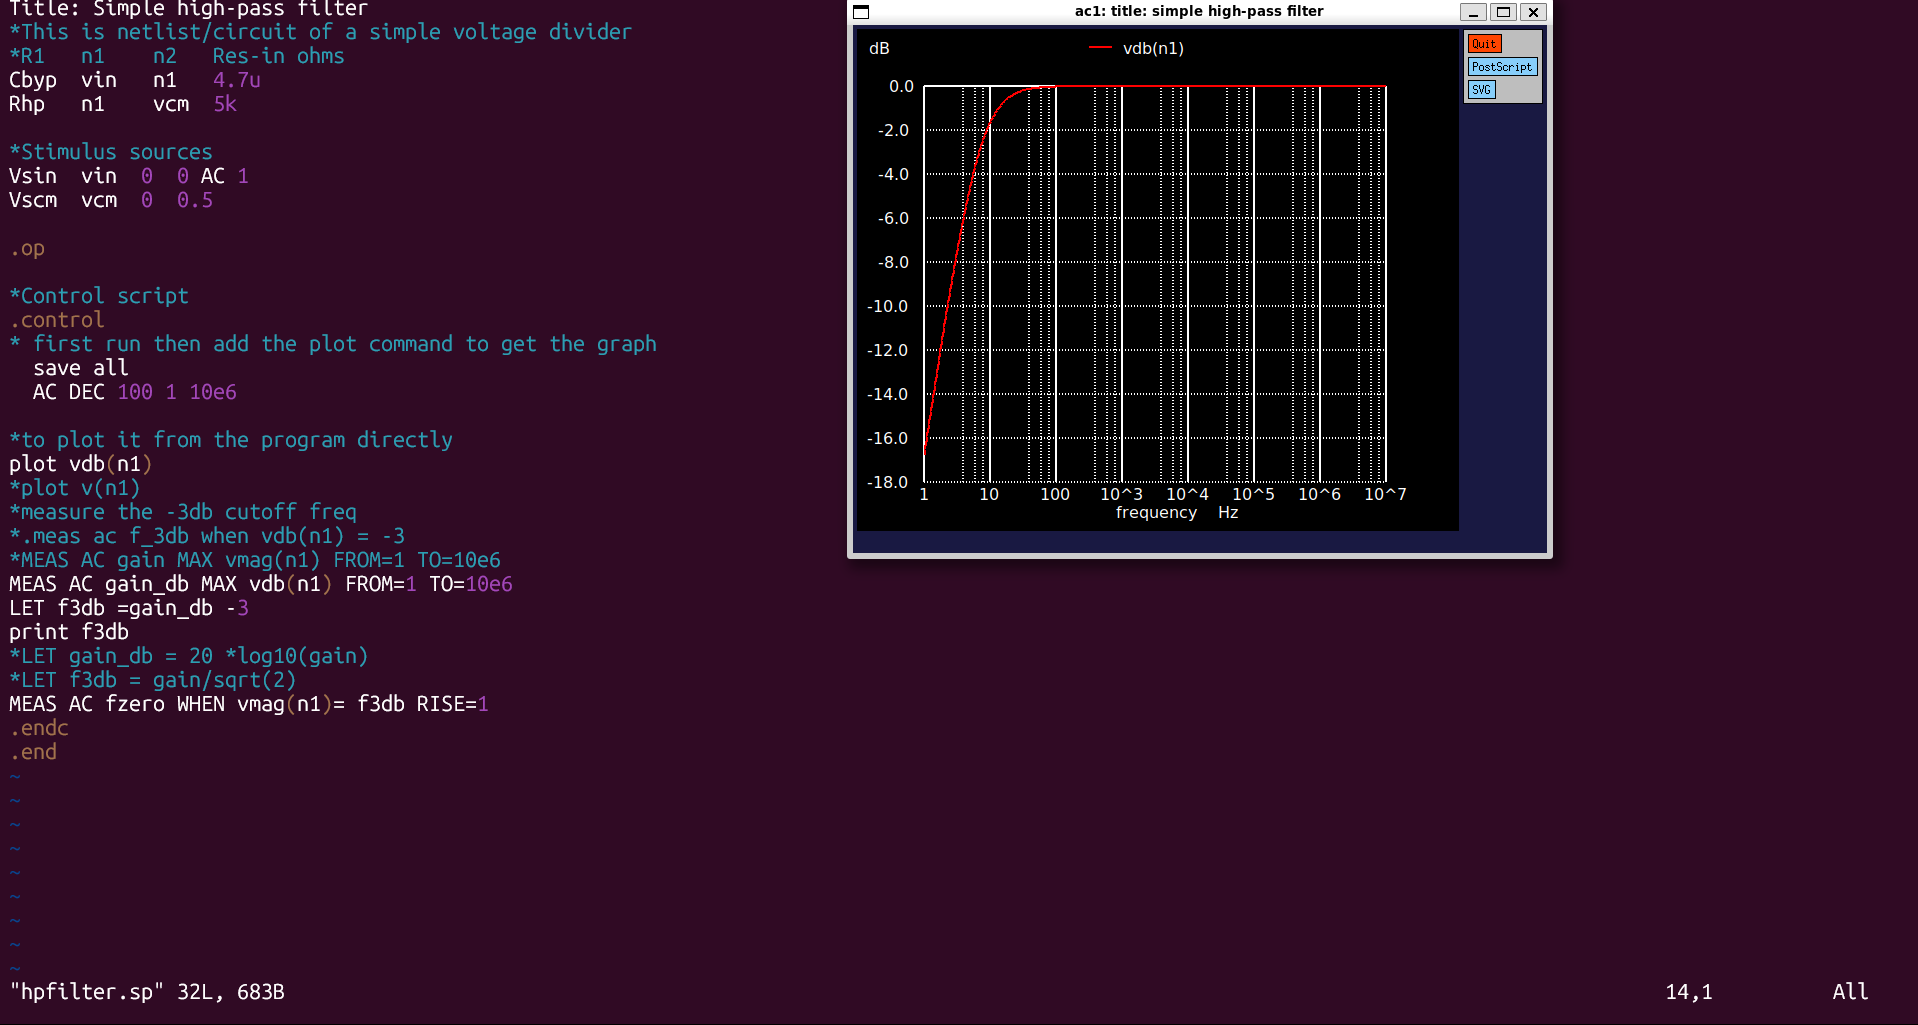 Title: Simple high-pass filter
*This is netlist/circuit of a simple voltage divider
*R1 n1 n2 Res-in ohms
Cbyp vin n1 4.7u
Rhp n1 vcm 5k
*Stimulus sources
Vsin vin 0 0 AC 1
Vscm vcm 0 0.5
.op
*Control script
.control
* first run then add the plot command to get the graph
save all
AC DEC 100 1 10e6
*to plot it from the program directly
plot vdb(n1)
*plot v(n1)
*measure the -3db cutoff freq
*.meas ac f_3db when vdb(n1) = -3
*MEAS AC gain MAX vmag(n1) FROM=1 TO=10e6
MEAS AC gain_db MAX vdb(n1) FROM=1 TO=10e6
LET f3db =gain_db -3
print f3db
*LET gain_db = 20 *log10(gain)
*LET f3db = gain/sqrt(2)
MEAS AC fzero WHEN vmag(n1)= f3db RISE=1
.endc
.end
~
~
~
~
~
~
~
~
~
"hpfilter.sp" 32L, 683B 14,1 All
ac1: title: simple high-pass filter
dB vdb(n1)
Quit
PostScript
SVG
0.0
-2.0
-4.0
-6.0
-8.0
-10.0
-12.0
-14.0
-16.0
-18.0
1 10 100 10^3 10^4 10^5 10^6 10^7
frequency Hz